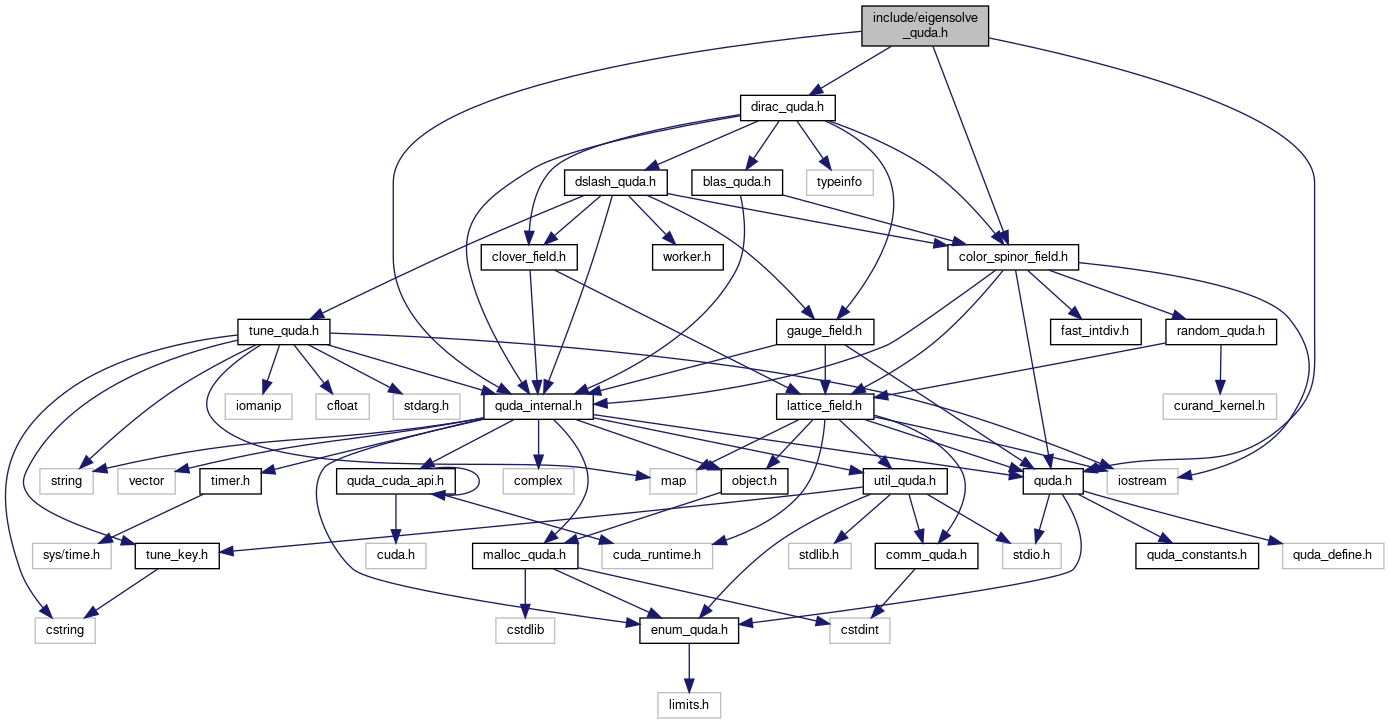 include/eigensolve
_quda.h
dirac_quda.h
dslash_quda.h
blas_quda.h
typeinfo
clover_field.h
worker.h
color_spinor_field.h
tune_quda.h
gauge_field.h
fast_intdiv.h
random_quda.h
iomanip
cfloat
stdarg.h
quda_internal.h
lattice_field.h
curand_kernel.h
string
vector
timer.h
quda_cuda_api.h
complex
map
object.h
util_quda.h
quda.h
iostream
sys/time.h
tune_key.h
cuda.h
malloc_quda.h
cuda_runtime.h
stdlib.h
comm_quda.h
stdio.h
quda_constants.h
quda_define.h
cstring
cstdlib
enum_quda.h
cstdint
limits.h